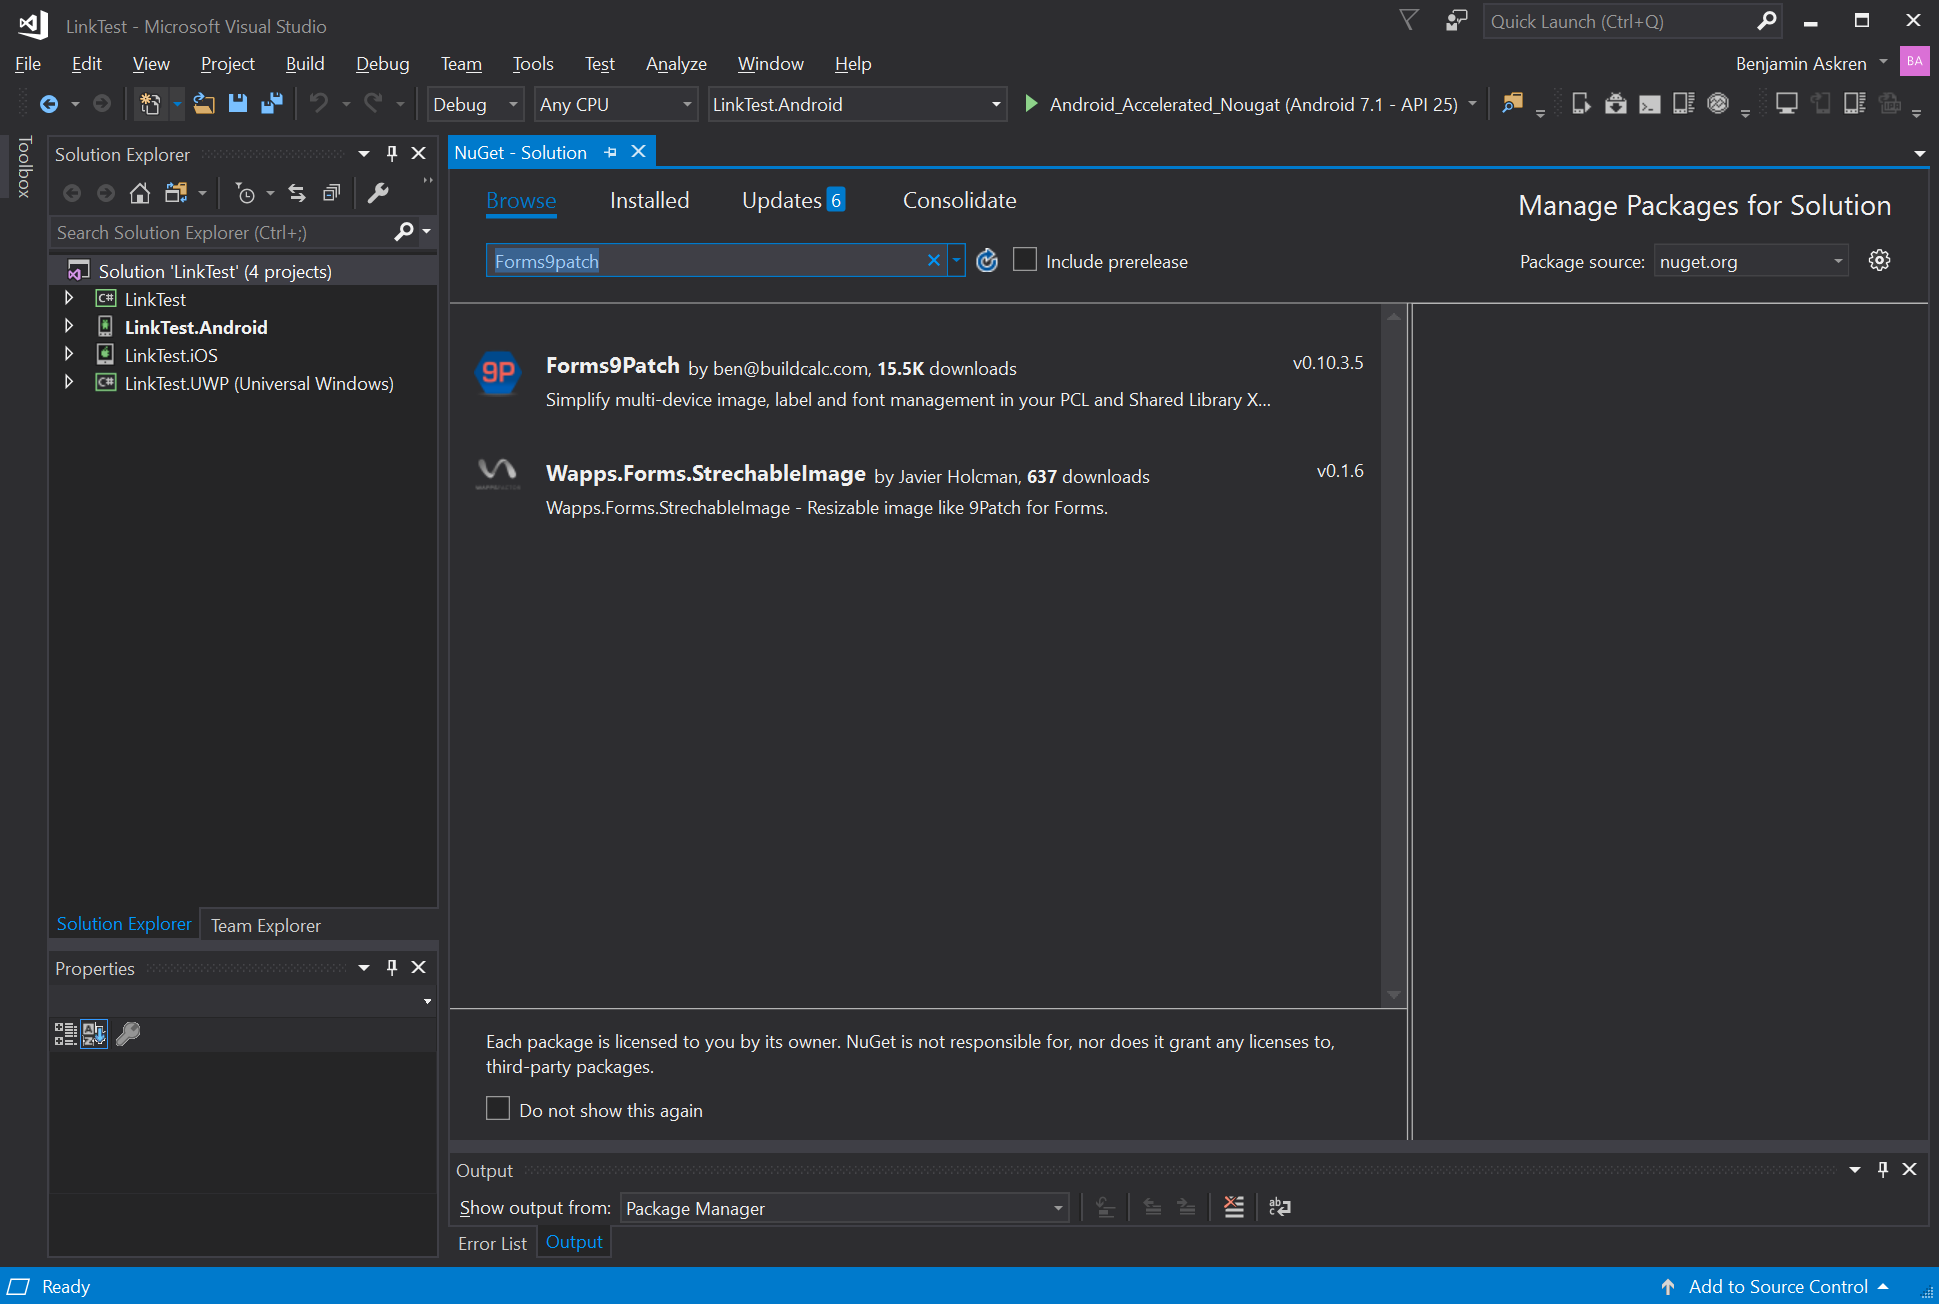 LinkTest - Microsoft Visual Studio
Quick Launch (Ctrl+Q)
File Edit View Project Build Debug Team Tools Test Analyze Window Help
Benjamin Askren BA
Debug Any CPU LinkTest.Android Android_Accelerated_Nougat (Android 7.1 - API 25)
Toolbox
Solution Explorer
Search Solution Explorer (Ctrl+;)
Solution 'LinkTest' (4 projects)
C# LinkTest
LinkTest.Android
LinkTest.iOS
C# LinkTest.UWP (Universal Windows)
Solution Explorer Team Explorer
Properties
NuGet - Solution
Browse Installed Updates 6 Consolidate
Manage Packages for Solution
Forms9patch
Include prerelease
Package source: nuget.org
9P
Forms9Patch by ben@buildcalc.com, 15.5K downloads v0.10.3.5
Simplify multi-device image, label and font management in your PCL and Shared Library X...
Wapps.Forms.StrechableImage by Javier Holcman, 637 downloads v0.1.6
Wapps.Forms.StrechableImage - Resizable image like 9Patch for Forms.
Each package is licensed to you by its owner. NuGet is not responsible for, nor does it grant any licenses to,
third-party packages.
Do not show this again
Output
Show output from: Package Manager
Error List Output
Ready
Add to Source Control